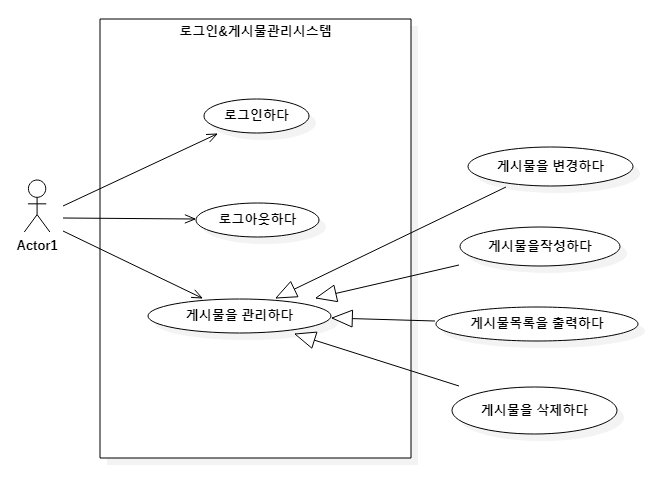 로그인&게시물관리시스템
로그인하다
게시물을 변경하다
로그아웃하다
Actor1
게시물을작성하다
게시물을 관리하다
게시물목록을 출력하다
게시물을 삭제하다